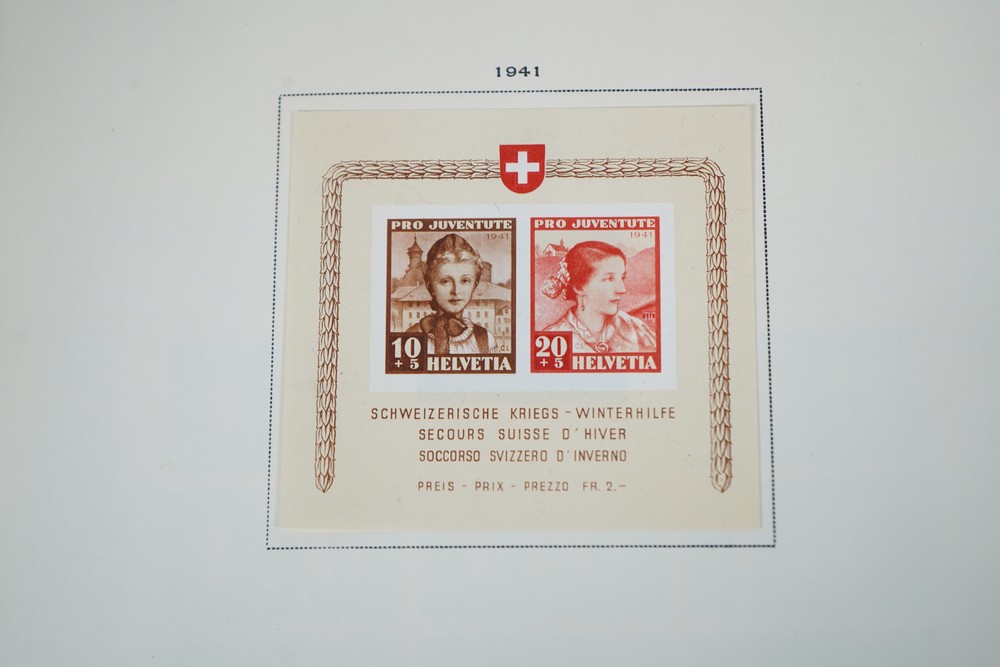 1941
PRO JUVENTUTE
1941
10
+ 5
HELVETIA
PRO JUVENTUTE
1941
20
+ 5
HELVETIA
SCHWEIZERISCHE KRIEGS - WINTERHILFE
SECOURS SUISSE D'HIVER
SOCCORSO SVIZZERO D'INVERNO
PREIS - PRIX - PREZZO FR. 2.-